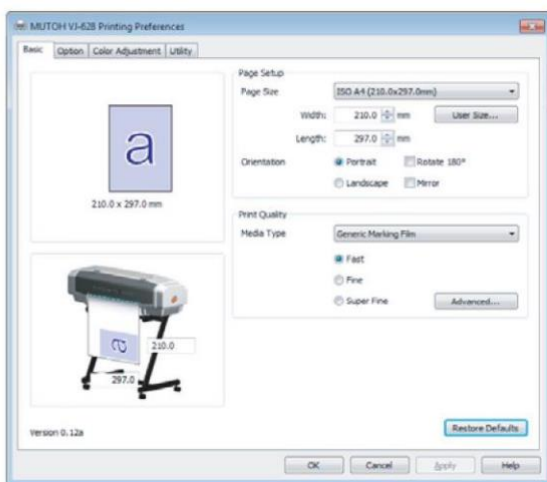 MUTOH VJ-628 Printing Preferences
Basic Option Color Adjustment Utility
a
210.0 x 297.0 mm
Page Setup
Page Size ISO A4 (210.0x297.0mm)
Width: 210.0 mm User Size...
Length: 297.0 mm
Orientation Portrait Rotate 180°
Landscape Mirror
Print Quality
Media Type Generic Marking Film
Fast
Fine
Super Fine Advanced...
a
210.0
297.0
Version 0.12a
Restore Defaults
OK Cancel Apply Help